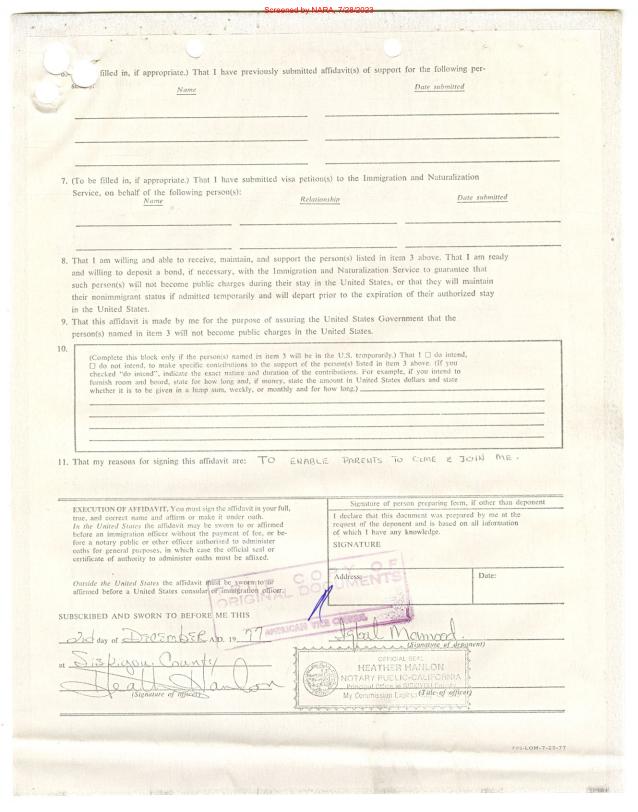 Screened by NARA, 7/28/2023
filled in, if appropriate.) That I have previously submitted affidavit(s) of support for the following per-
Name Date submitted
7. (To be filled in, if appropriate.) That I have submitted visa petiton(s) to the Immigration and Naturalization
Service, on behalf of the following person(s):
Name Relationship Date submitted
8. That I am willing and able to receive, maintain, and support the person(s) listed in item 3 above. That I am ready
and willing to deposit a bond, if necessary, with the Immigration and Naturalization Service to guarantee that
such person(s) will not become public charges during their stay in the United States, or that they will maintain
their nonimmigrant status if admitted temporarily and will depart prior to the expiration of their authorized stay
in the United States.
9. That this affidavit is made by me for the purpose of assuring the United States Government that the
person(s) named in item 3 will not become public charges in the United States.
10.
(Complete this block only if the person(s) named in item 3 will be in the U.S. temporarily.) That I ☐ do intend,
☐ do not intend, to make specific contributions to the support of the person(s) listed in item 3 above. (If you
checked "do intend", indicate the exact nature and duration of the contributions. For example, if you intend to
furnish room and board, state for how long and, if money, state the amount in United States dollars and state
whether it is to be given in a lump sum, weekly, or monthly and for how long.)
11. That my reasons for signing this affidavit are: TO ENABLE PARENTS TO COME & JOIN ME.
EXECUTION OF AFFIDAVIT. You must sign the affidavit in your full,
true, and correct name and affirm or make it under oath.
In the United States the affidavit may be sworn to or affirmed
before an immigration officer without the payment of fee, or be-
fore a notary public or other officer authorised to administer
oaths for general purposes, in which case the official seal or
certificate of authority to administer oaths must be affixed.
Outside the United States the affidavit must be sworn to or
affirmed before a United States consular or immigration officer.
Signature of person preparing form, if other than deponent
I declare that this document was prepared by me at the
request of the deponent and is based on all information
of which I have any knowledge.
SIGNATURE
Address: Date:
COPY OF
ORIGINAL DOCUMENTS
AMERICAN
SUBSCRIBED AND SWORN TO BEFORE ME THIS
day of DECEMBER A.D. 19 77
(Signature of deponent)
at Siskiyou County
Heath Hanlon
(Signature of officer)
OFFICIAL SEAL
HEATHER HANLON
NOTARY PUBLIC-CALIFORNIA
Principal Office in SISKIYOU County
My Commission Expires
(Title of officer)
FPI-LOM-7-25-77